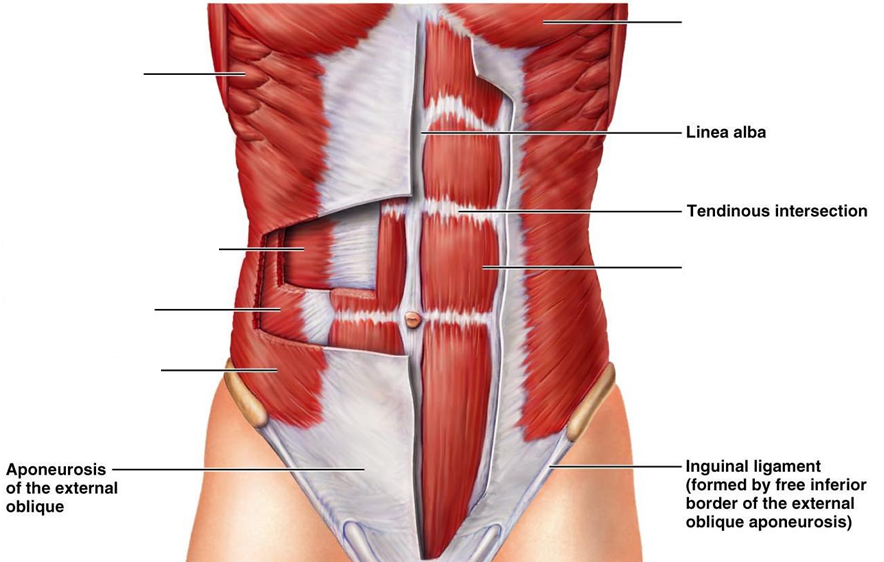 Linea alba
Tendinous intersection
Aponeurosis
of the external
oblique
Inguinal ligament
(formed by free inferior
border of the external
oblique aponeurosis)